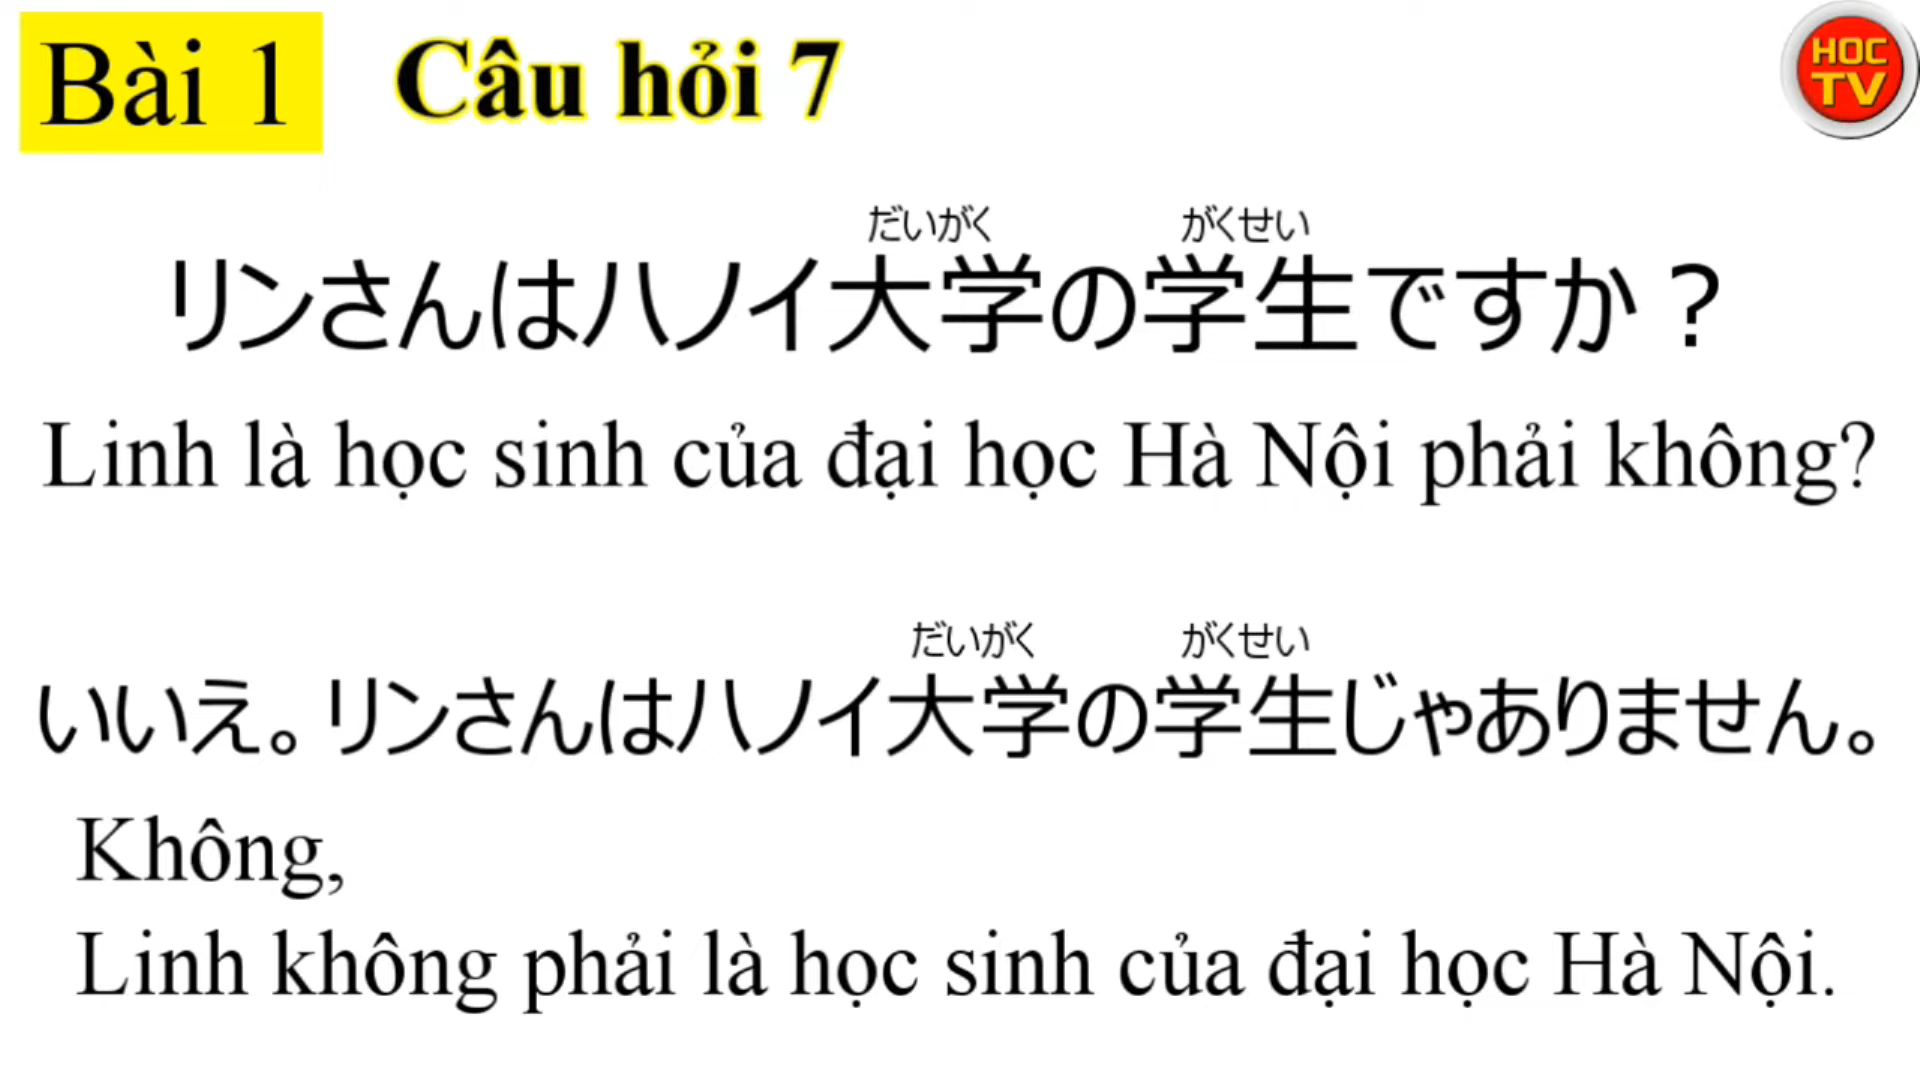 Bài 1 Câu hỏi 7
HOC
TV
だいがく がくせい
リンさんはハノイ大学の学生ですか？
Linh là học sinh của đại học Hà Nội phải không?
だいがく がくせい
いいえ。リンさんはハノイ大学の学生じゃありません。
Không,
Linh không phải là học sinh của đại học Hà Nội.